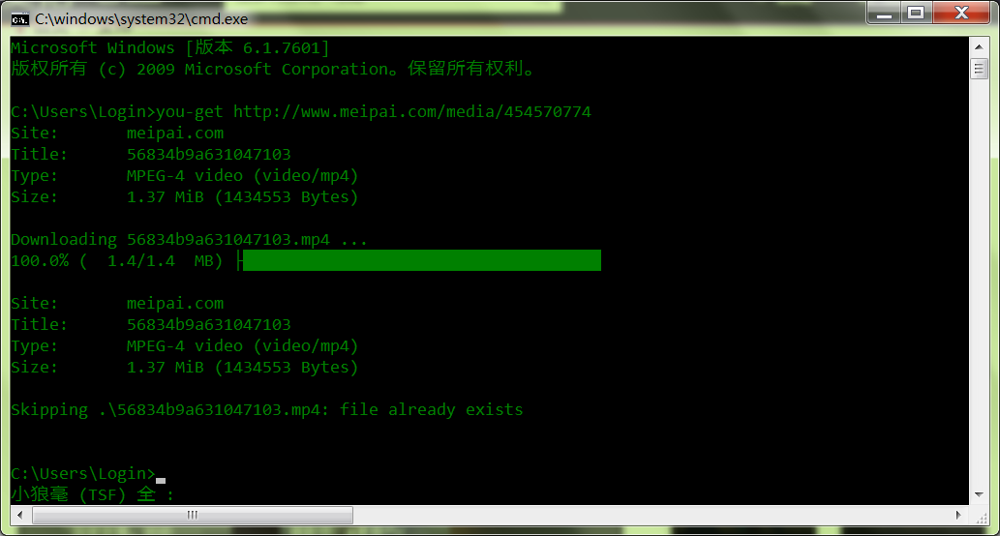 C:\windows\system32\cmd.exe
Microsoft Windows [版本 6.1.7601]
版权所有 (c) 2009 Microsoft Corporation。保留所有权利。
C:\Users\Login>you-get http://www.meipai.com/media/454570774
Site:       meipai.com
Title:      56834b9a631047103
Type:       MPEG-4 video (video/mp4)
Size:       1.37 MiB (1434553 Bytes)
Downloading 56834b9a631047103.mp4 ...
100.0% (  1.4/1.4  MB) ├
Site:       meipai.com
Title:      56834b9a631047103
Type:       MPEG-4 video (video/mp4)
Size:       1.37 MiB (1434553 Bytes)
Skipping .\56834b9a631047103.mp4: file already exists
C:\Users\Login>
小狼毫 (TSF) 全 :